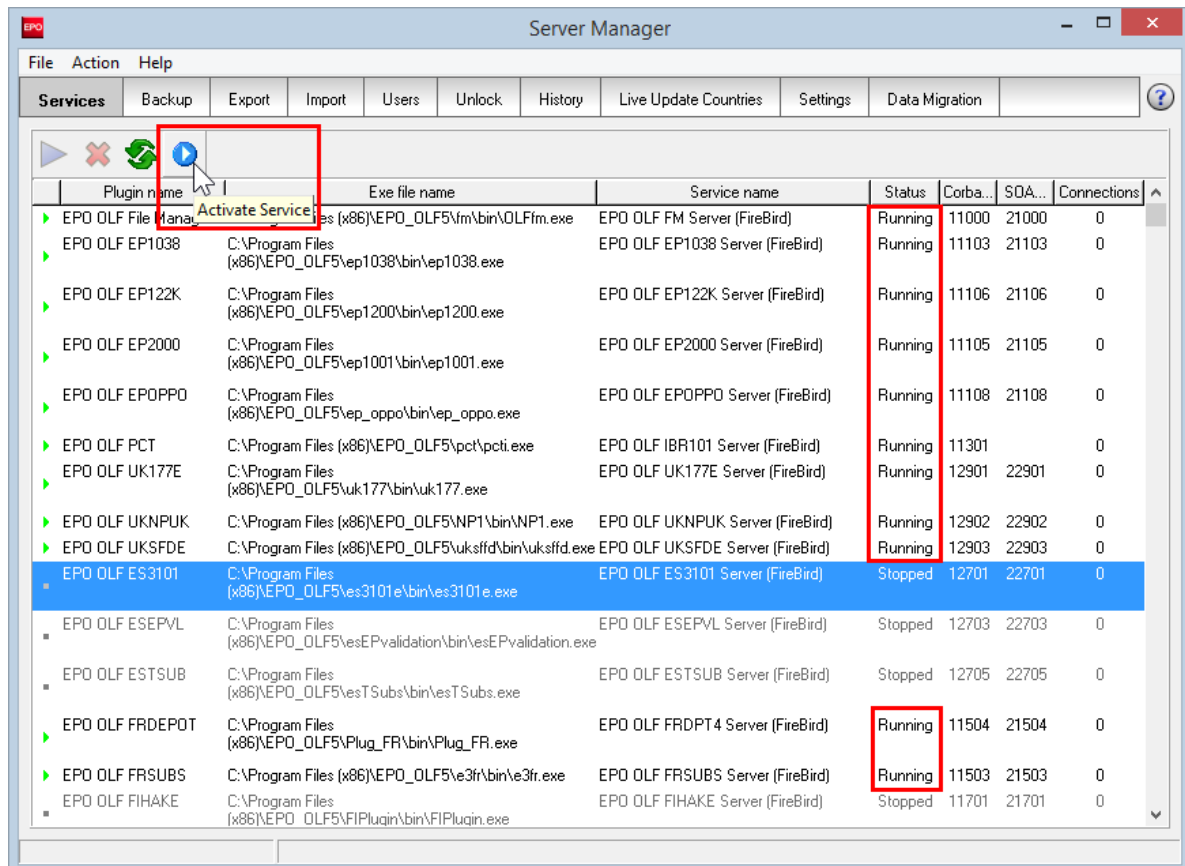 EPO
Server Manager
File Action Help
Services Backup Export Import Users Unlock History Live Update Countries Settings Data Migration ?
Plugin name Exe file name Service name Status Corba... SOA... Connections
Activate Service
EPO OLF File Manag es (x86)\EPO_OLF5\fm\bin\OLFfm.exe EPO OLF FM Server (FireBird) Running 11000 21000 0
EPO OLF EP1038 C:\Program Files EPO OLF EP1038 Server (FireBird) Running 11103 21103 0
(x86)\EPO_OLF5\ep1038\bin\ep1038.exe
EPO OLF EP122K C:\Program Files EPO OLF EP122K Server (FireBird) Running 11106 21106 0
(x86)\EPO_OLF5\ep1200\bin\ep1200.exe
EPO OLF EP2000 C:\Program Files EPO OLF EP2000 Server (FireBird) Running 11105 21105 0
(x86)\EPO_OLF5\ep1001\bin\ep1001.exe
EPO OLF EPOPPO C:\Program Files EPO OLF EPOPPO Server (FireBird) Running 11108 21108 0
(x86)\EPO_OLF5\ep_oppo\bin\ep_oppo.exe
EPO OLF PCT C:\Program Files (x86)\EPO_OLF5\pct\pcti.exe EPO OLF IBR101 Server (FireBird) Running 11301 0
EPO OLF UK177E C:\Program Files EPO OLF UK177E Server (FireBird) Running 12901 22901 0
(x86)\EPO_OLF5\uk177\bin\uk177.exe
EPO OLF UKNPUK C:\Program Files (x86)\EPO_OLF5\NP1\bin\NP1.exe EPO OLF UKNPUK Server (FireBird) Running 12902 22902 0
EPO OLF UKSFDE C:\Program Files (x86)\EPO_OLF5\uksffd\bin\uksffd.exe EPO OLF UKSFDE Server (FireBird) Running 12903 22903 0
EPO OLF ES3101 C:\Program Files EPO OLF ES3101 Server (FireBird) Stopped 12701 22701 0
(x86)\EPO_OLF5\es3101e\bin\es3101e.exe
EPO OLF ESEPVL C:\Program Files EPO OLF ESEPVL Server (FireBird) Stopped 12703 22703 0
(x86)\EPO_OLF5\esEPvalidation\bin\esEPvalidation.exe
EPO OLF ESTSUB C:\Program Files EPO OLF ESTSUB Server (FireBird) Stopped 12705 22705 0
(x86)\EPO_OLF5\esTSubs\bin\esTSubs.exe
EPO OLF FRDEPOT C:\Program Files EPO OLF FRDPT4 Server (FireBird) Running 11504 21504 0
(x86)\EPO_OLF5\Plug_FR\bin\Plug_FR.exe
EPO OLF FRSUBS C:\Program Files (x86)\EPO_OLF5\e3fr\bin\e3fr.exe EPO OLF FRSUBS Server (FireBird) Running 11503 21503 0
EPO OLF FIHAKE C:\Program Files EPO OLF FIHAKE Server (FireBird) Stopped 11701 21701 0
(x86)\EPO_OLF5\FIPlugin\bin\FIPlugin.exe